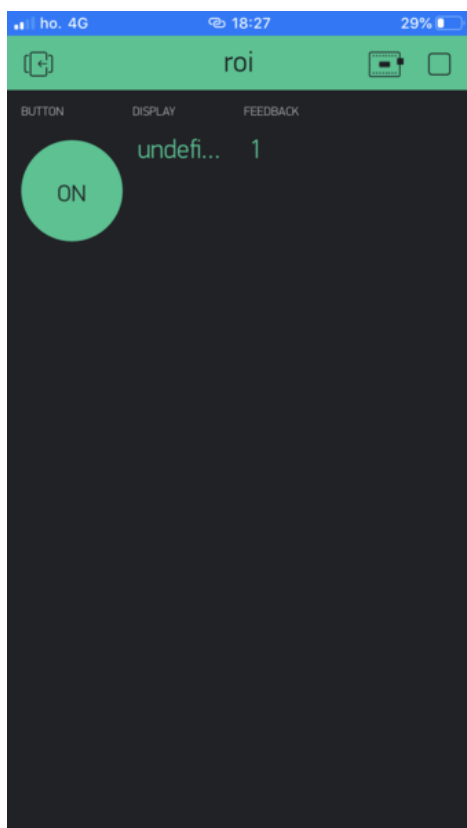 ho. 4G 18:27 29%
roi
BUTTON DISPLAY FEEDBACK
undefi... 1
ON